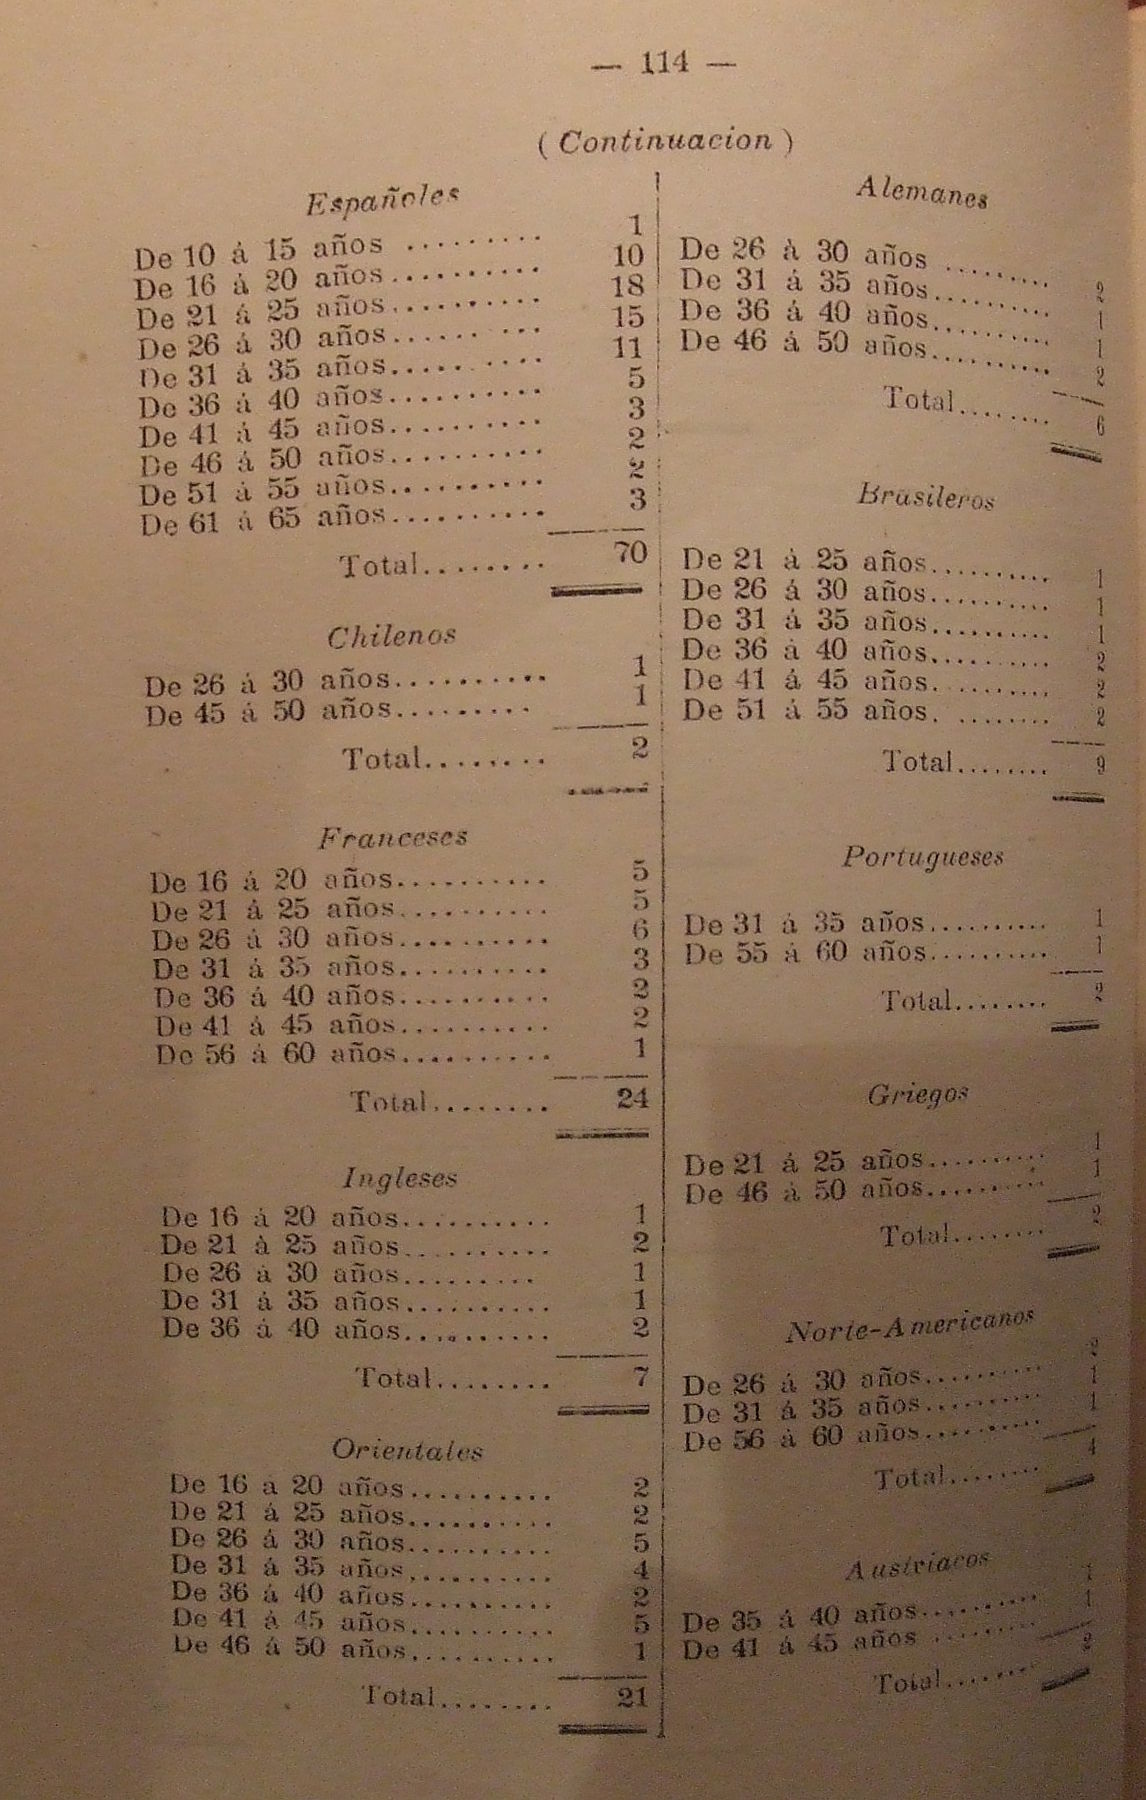 — 114 —
( Continuacion )
Españoles
De 10 á 15 años .......... 1
De 16 á 20 años.......... 10
De 21 á 25 años.......... 18
De 26 á 30 años.......... 15
De 31 á 35 años.......... 11
De 36 á 40 años.......... 5
De 41 á 45 años.......... 3
De 46 á 50 años.......... 2
De 51 á 55 años.......... 2
De 61 á 65 años.......... 3
Total........ 70
Chilenos
De 26 á 30 años.......... 1
De 45 á 50 años......... 1
Total........ 2
Franceses
De 16 á 20 años.......... 5
De 21 á 25 años.......... 5
De 26 á 30 años.......... 6
De 31 á 35 años.......... 3
De 36 á 40 años.......... 2
De 41 á 45 años.......... 2
De 56 á 60 años.......... 1
Total........ 24
Ingleses
De 16 á 20 años.......... 1
De 21 á 25 años.......... 2
De 26 á 30 años......... 1
De 31 á 35 años.......... 1
De 36 á 40 años.......... 2
Total........ 7
Orientales
De 16 a 20 años.......... 2
De 21 á 25 años.......... 2
De 26 á 30 años.......... 5
De 31 á 35 años.......... 4
De 36 á 40 años.......... 2
De 41 á 45 años.......... 5
De 46 á 50 años.......... 1
Total........ 21
Alemanes
De 26 á 30 años ......... 2
De 31 á 35 años.......... 1
De 36 á 40 años.......... 1
De 46 á 50 años.......... 2
Total........ 6
Brasileros
De 21 á 25 años.......... 1
De 26 á 30 años.......... 1
De 31 á 35 años.......... 1
De 36 á 40 años.......... 2
De 41 á 45 años.......... 2
De 51 á 55 años. ........ 2
Total........ 9
Portugueses
De 31 á 35 años.......... 1
De 55 á 60 años.......... 1
Total........ 2
Griegos
De 21 á 25 años.......... 1
De 46 á 50 años.......... 1
Total........ 2
Norte-Americanos
De 26 á 30 años.......... 2
De 31 á 35 años.......... 1
De 56 á 60 años.......... 1
Total........ 4
Austriacos
De 35 á 40 años.......... 1
De 41 á 45 años ......... 1
Total........ 2